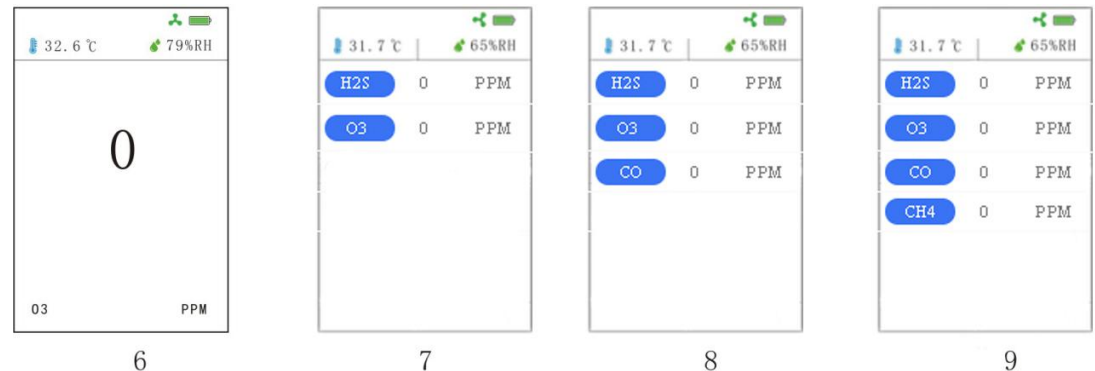 32.6℃ 79%RH
0
O3 PPM
6
31.7℃ 65%RH
H2S 0 PPM
O3 0 PPM
7
31.7℃ 65%RH
H2S 0 PPM
O3 0 PPM
CO 0 PPM
8
31.7℃ 65%RH
H2S 0 PPM
O3 0 PPM
CO 0 PPM
CH4 0 PPM
9